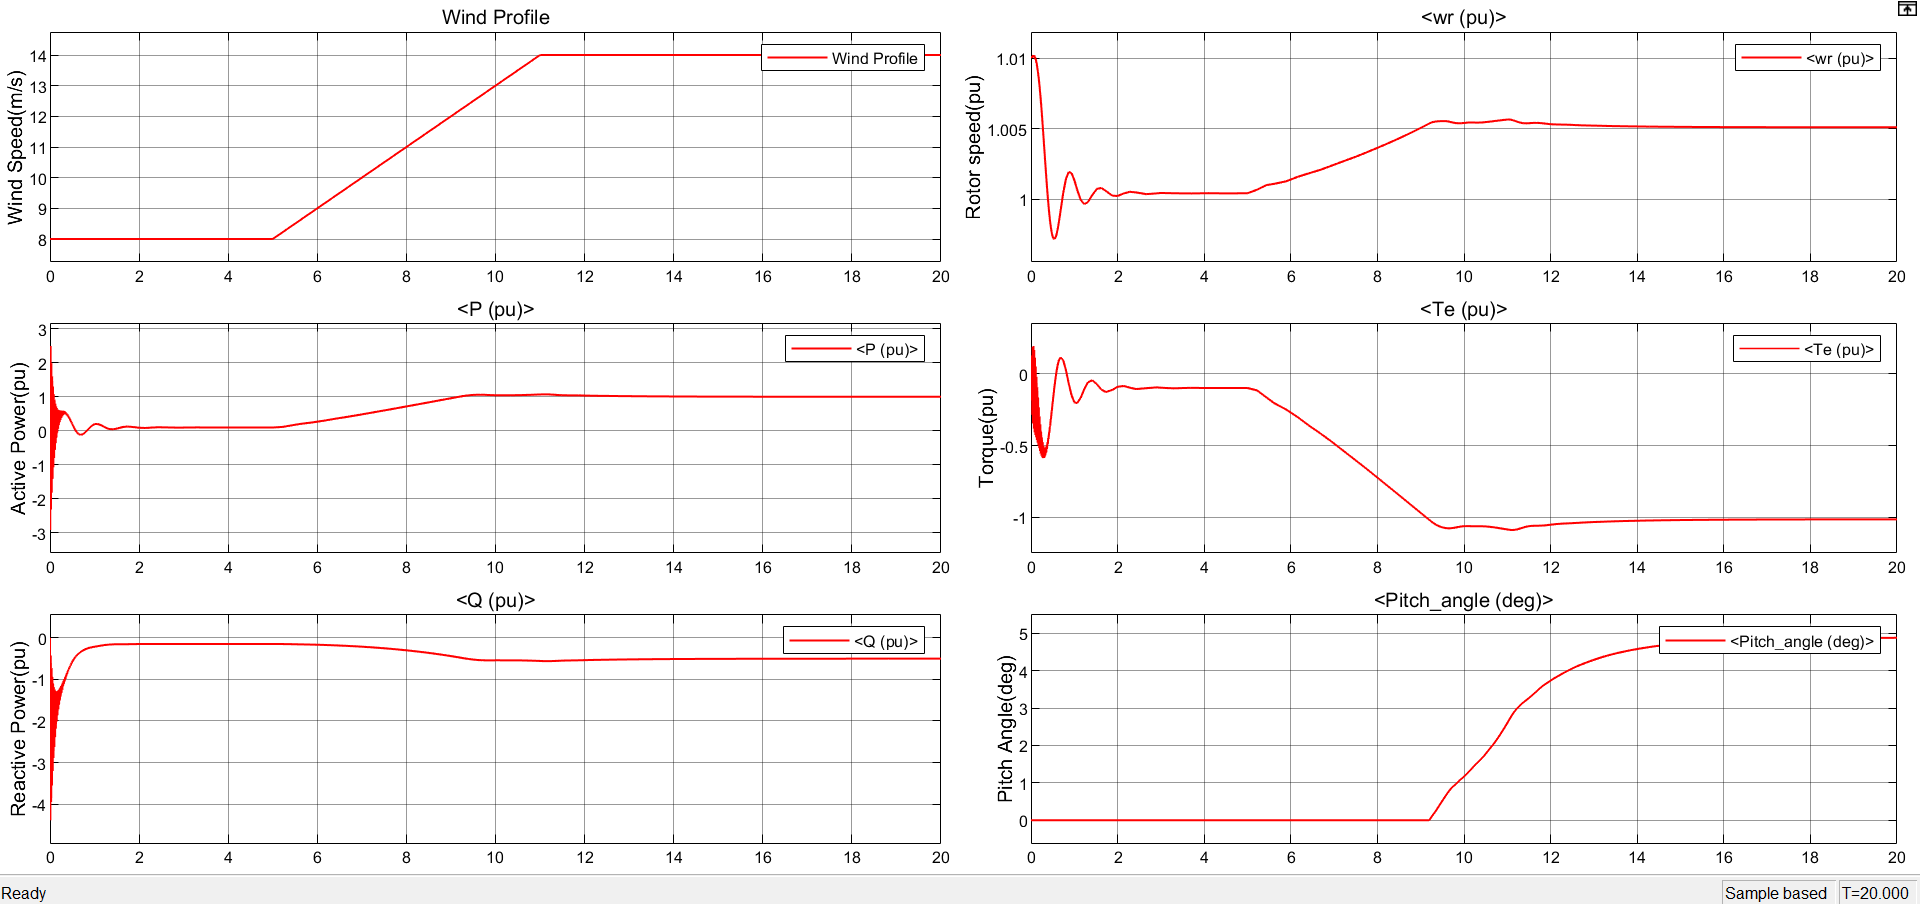 Wind Profile
Wind Speed(m/s)
14
13
12
11
10
9
8
Wind Profile
0 2 4 6 8 10 12 14 16 18 20
<wr (pu)>
Rotor speed(pu)
1.01
1.005
1
<wr (pu)>
0 2 4 6 8 10 12 14 16 18 20
<P (pu)>
Active Power(pu)
3
2
1
0
-1
-2
-3
<P (pu)>
0 2 4 6 8 10 12 14 16 18 20
<Te (pu)>
Torque(pu)
0
-0.5
-1
<Te (pu)>
0 2 4 6 8 10 12 14 16 18 20
<Q (pu)>
Reactive Power(pu)
0
-1
-2
-3
-4
<Q (pu)>
0 2 4 6 8 10 12 14 16 18 20
<Pitch_angle (deg)>
Pitch Angle(deg)
5
4
3
2
1
0
<Pitch_angle (deg)>
0 2 4 6 8 10 12 14 16 18 20
Ready
Sample based T=20.000